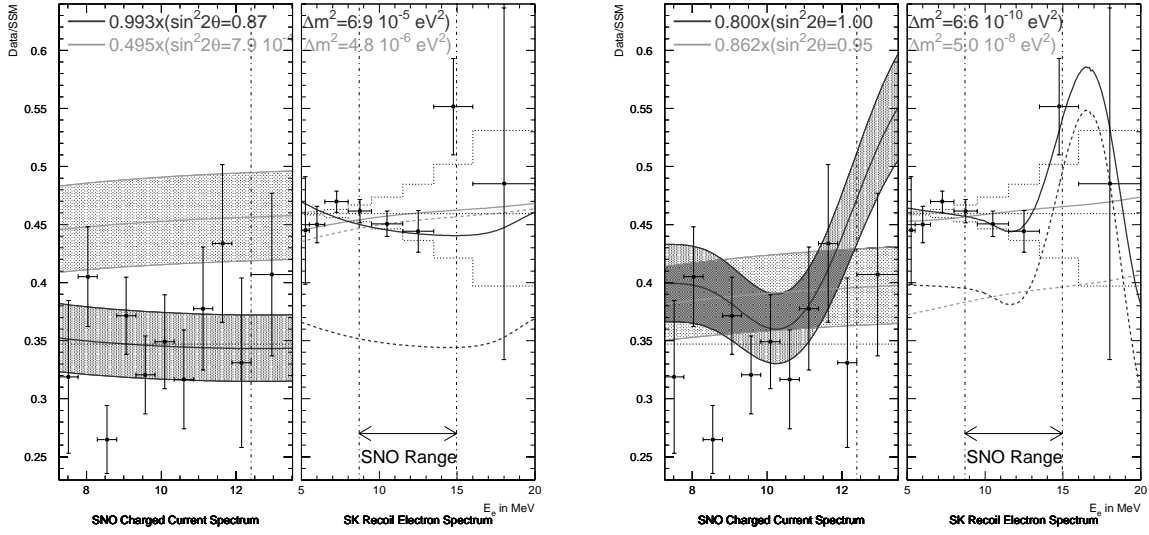 0.993x(sin²2θ=0.87 Δm²=6.9 10⁻⁵ eV²)
0.495x(sin²2θ=7.9 10⁻ Δm²=4.8 10⁻⁶ eV²)
Data/SSM
0.6
0.55
0.5
0.45
0.4
0.35
0.3
0.25
SNO Range
8 10 12 5 10 15 20
E_e in MeV
SNO Charged Current Spectrum SK Recoil Electron Spectrum
0.800x(sin²2θ=1.00 Δm²=6.6 10⁻¹⁰ eV²)
0.862x(sin²2θ=0.95 Δm²=5.0 10⁻⁸ eV²)
Data/SSM
0.6
0.55
0.5
0.45
0.4
0.35
0.3
0.25
SNO Range
8 10 12 5 10 15 20
E_e in MeV
SNO Charged Current Spectrum SK Recoil Electron Spectrum